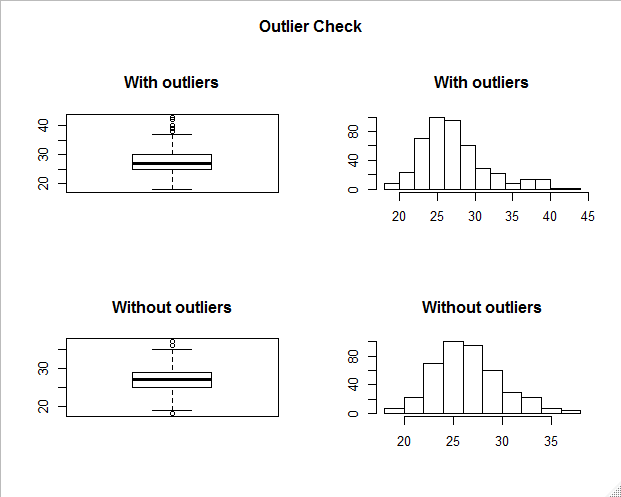 Outlier Check
With outliers
20 30 40
With outliers
0 40 80
20 25 30 35 40 45
Without outliers
20 30
Without outliers
0 40 80
20 25 30 35